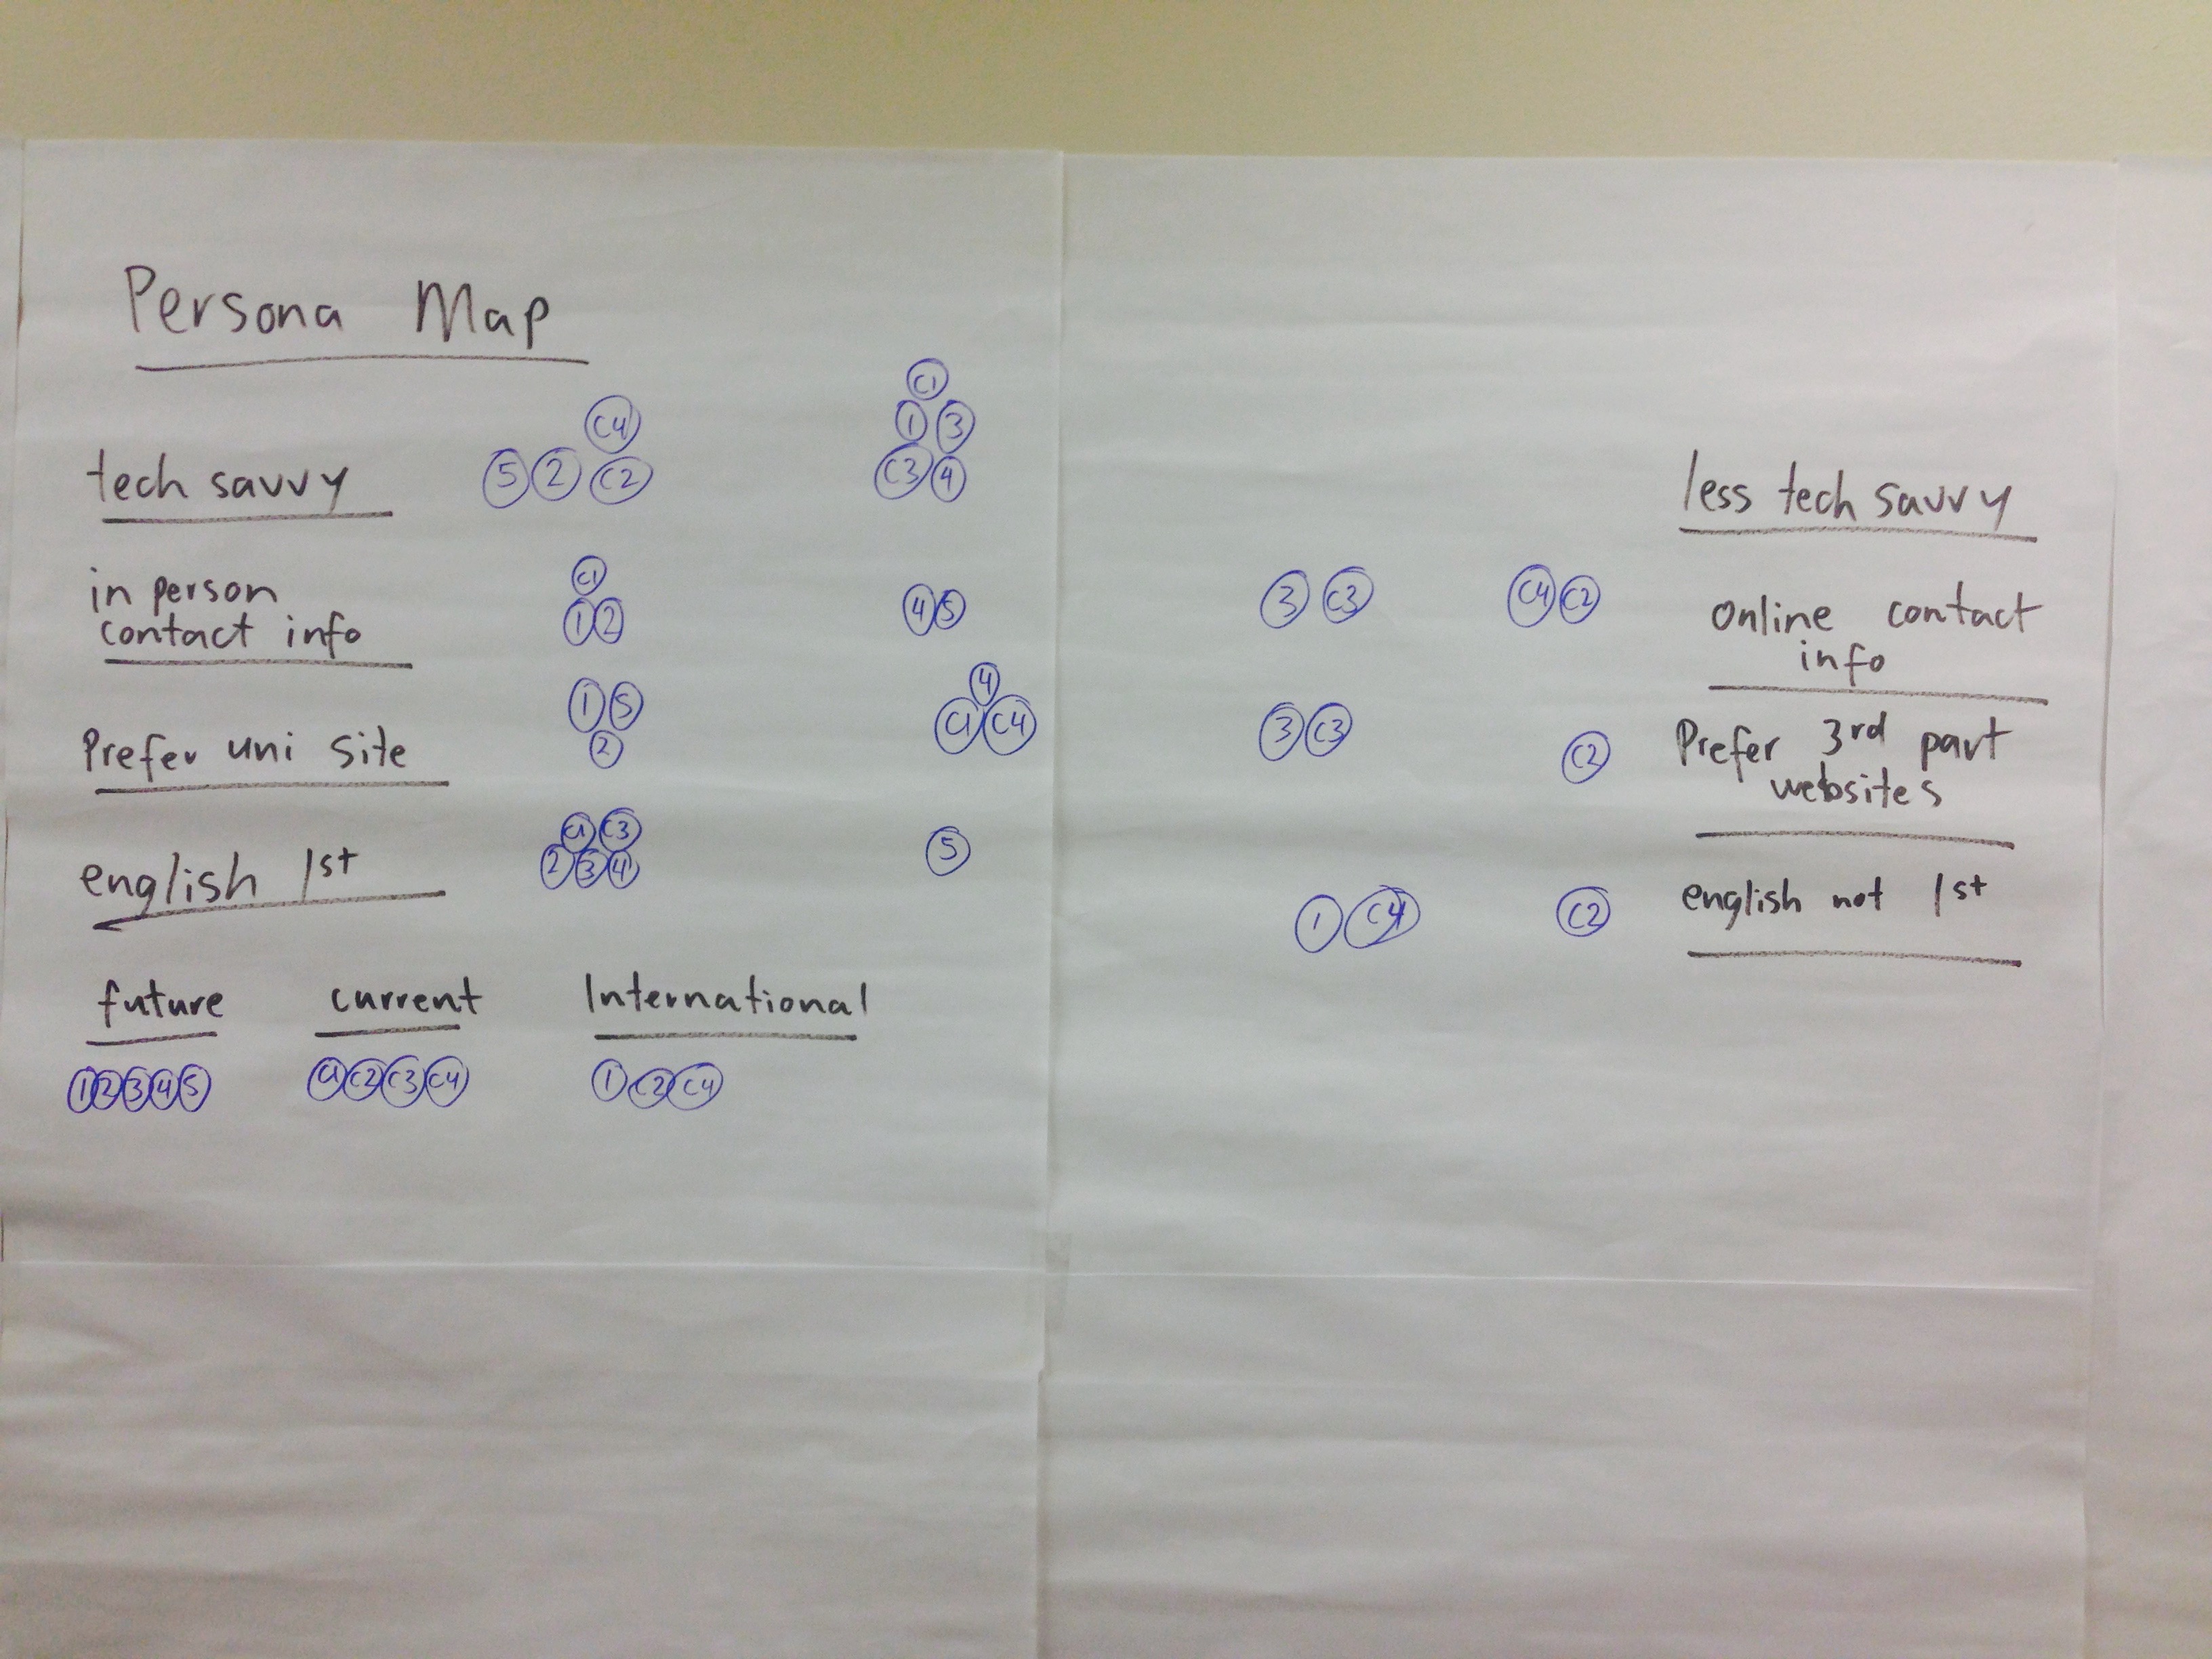 Persona Map
C1
1 3
C4
tech savvy 5 2 C2 C3 4 less tech savvy
C1
in person 1 2 4 5 3 C3 C4 C2 online contact
contact info info
1 5 4
Prefer uni site 2 C1 C4 3 C3 C2 Prefer 3rd part
websites
C1 C3
english 1st 2 3 4 5 1 C4 C2 english not 1st
future current International
1 2 3 4 5 C1 C2 C3 C4 1 C2 C4